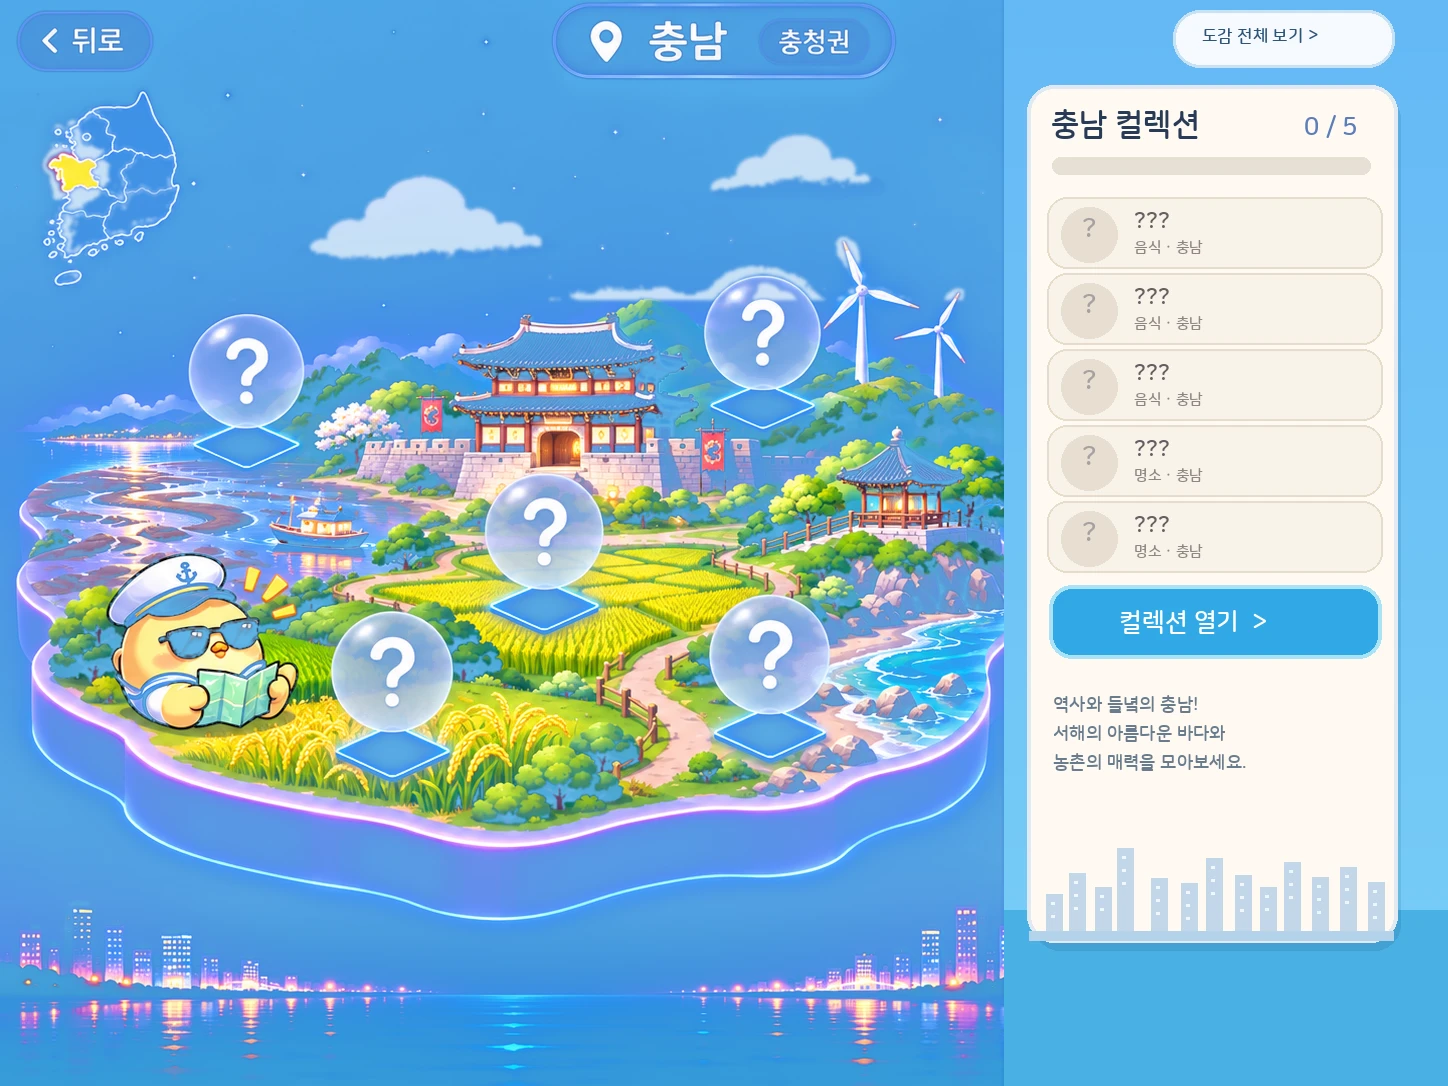 뒤로
충남 충청권
?
?
?
?
?
도감 전체 보기 >
충남 컬렉션 0 / 5
? ???
음식 · 충남
? ???
음식 · 충남
? ???
음식 · 충남
? ???
명소 · 충남
? ???
명소 · 충남
컬렉션 열기 >
역사와 들녘의 충남!
서해의 아름다운 바다와
농촌의 매력을 모아보세요.